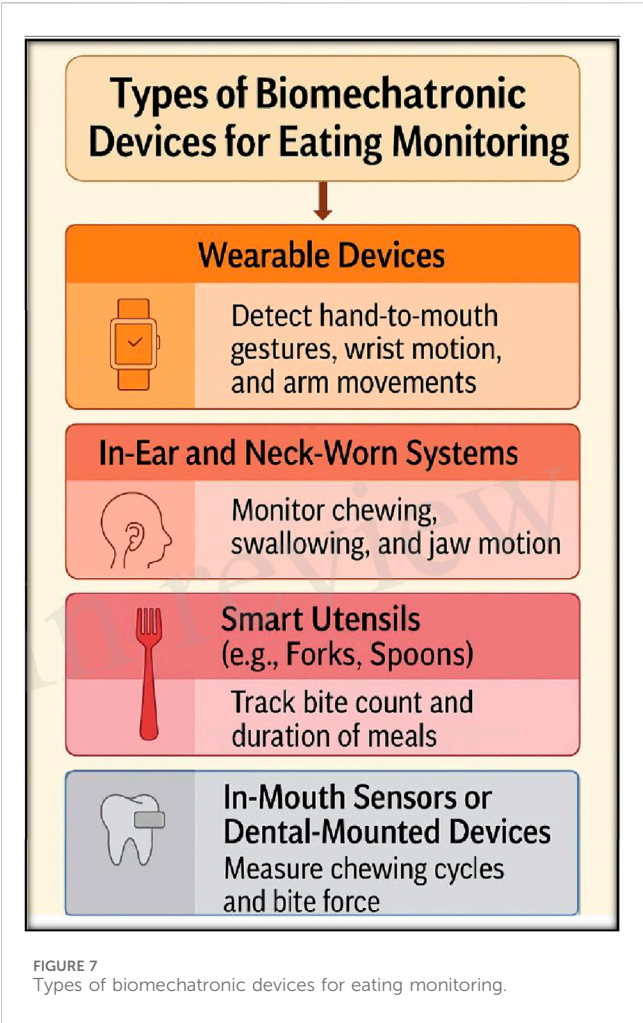 Types of Biomechatronic
Devices for Eating Monitoring
Wearable Devices
Detect hand-to-mouth
gestures, wrist motion,
and arm movements
In-Ear and Neck-Worn Systems
Monitor chewing,
swallowing, and jaw motion
in review
Smart Utensils
(e.g., Forks, Spoons)
Track bite count and
duration of meals
In-Mouth Sensors or
Dental-Mounted Devices
Measure chewing cycles
and bite force
FIGURE 7
Types of biomechatronic devices for eating monitoring.